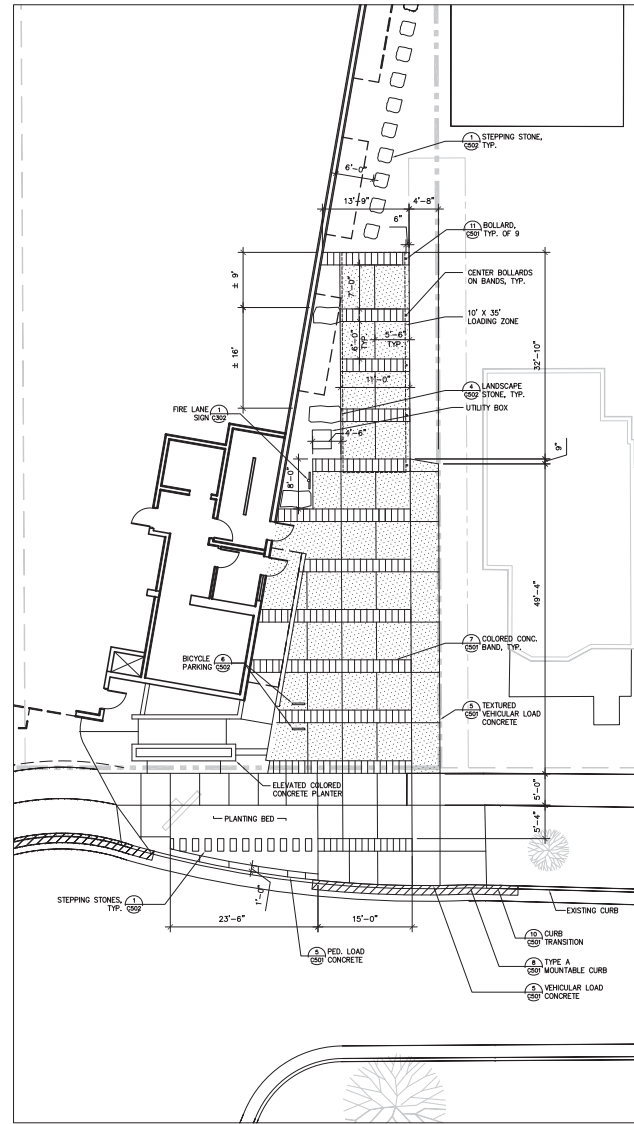 1 STEPPING STONE,
C502 TYP.
6'-0"
13'-9" 4'-8"
6"
11 BOLLARD,
C501 TYP. OF 9
± 9'
7'-0"
CENTER BOLLARDS
ON BANDS, TYP.
10' X 35'
LOADING ZONE
± 16'
6'-0"
TYP.
5'-6"
TYP.
32'-10"
11'-0"
4 LANDSCAPE
C502 STONE, TYP.
UTILITY BOX
FIRE LANE 1
SIGN C302
4'-6"
9"
8'-0"
49'-4"
7 COLORED CONC.
C501 BAND, TYP.
BICYCLE 6
PARKING C502
5 TEXTURED
C501 VEHICULAR LOAD
CONCRETE
ELEVATED COLORED
CONCRETE PLANTER
5'-0"
PLANTING BED
5'-4"
STEPPING STONES, 1
TYP. C502
1'-0"
23'-6" 15'-0"
EXISTING CURB
10 CURB
C501 TRANSITION
5 PED. LOAD
C501 CONCRETE
8 TYPE A
C501 MOUNTABLE CURB
5 VEHICULAR LOAD
C501 CONCRETE